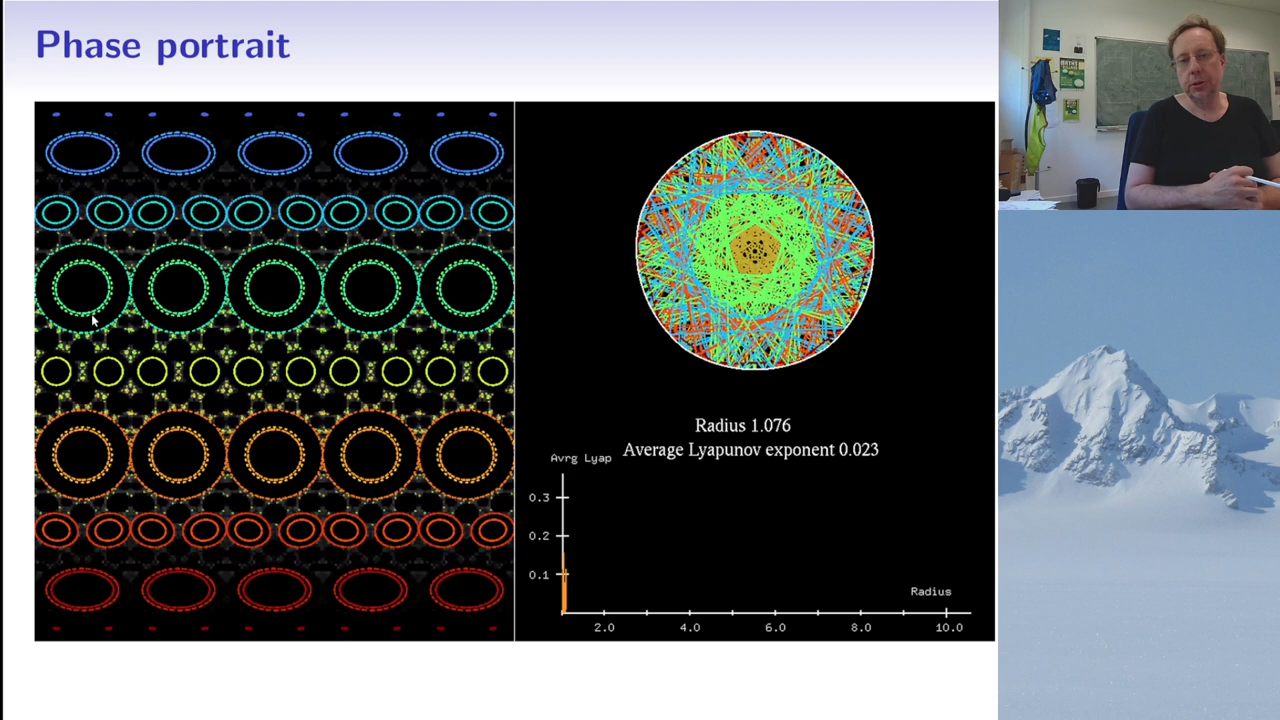 Phase portrait
Radius 1.076
Average Lyapunov exponent 0.023
Avrg Lyap
0.3
0.2
0.1
Radius
2.0 4.0 6.0 8.0 10.0